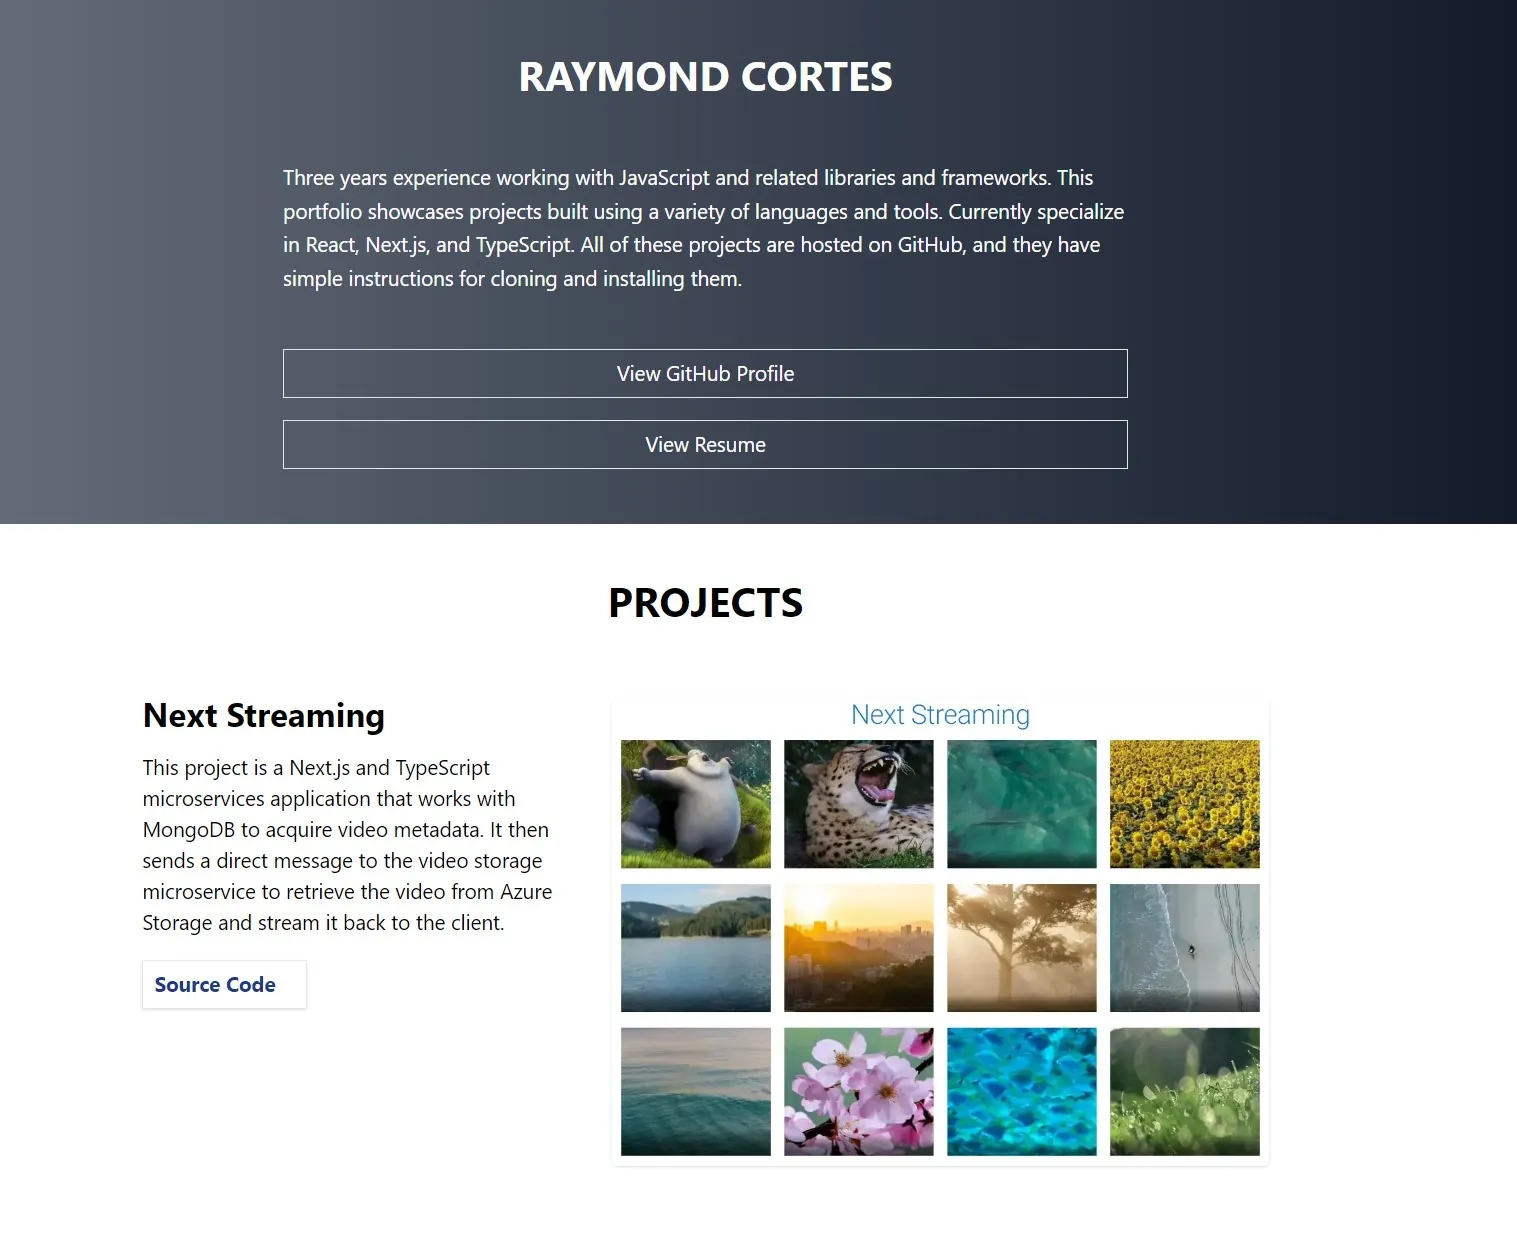 RAYMOND CORTES
Three years experience working with JavaScript and related libraries and frameworks. This
portfolio showcases projects built using a variety of languages and tools. Currently specialize
in React, Next.js, and TypeScript. All of these projects are hosted on GitHub, and they have
simple instructions for cloning and installing them.
View GitHub Profile
View Resume
PROJECTS
Next Streaming
This project is a Next.js and TypeScript
microservices application that works with
MongoDB to acquire video metadata. It then
sends a direct message to the video storage
microservice to retrieve the video from Azure
Storage and stream it back to the client.
Source Code
Next Streaming